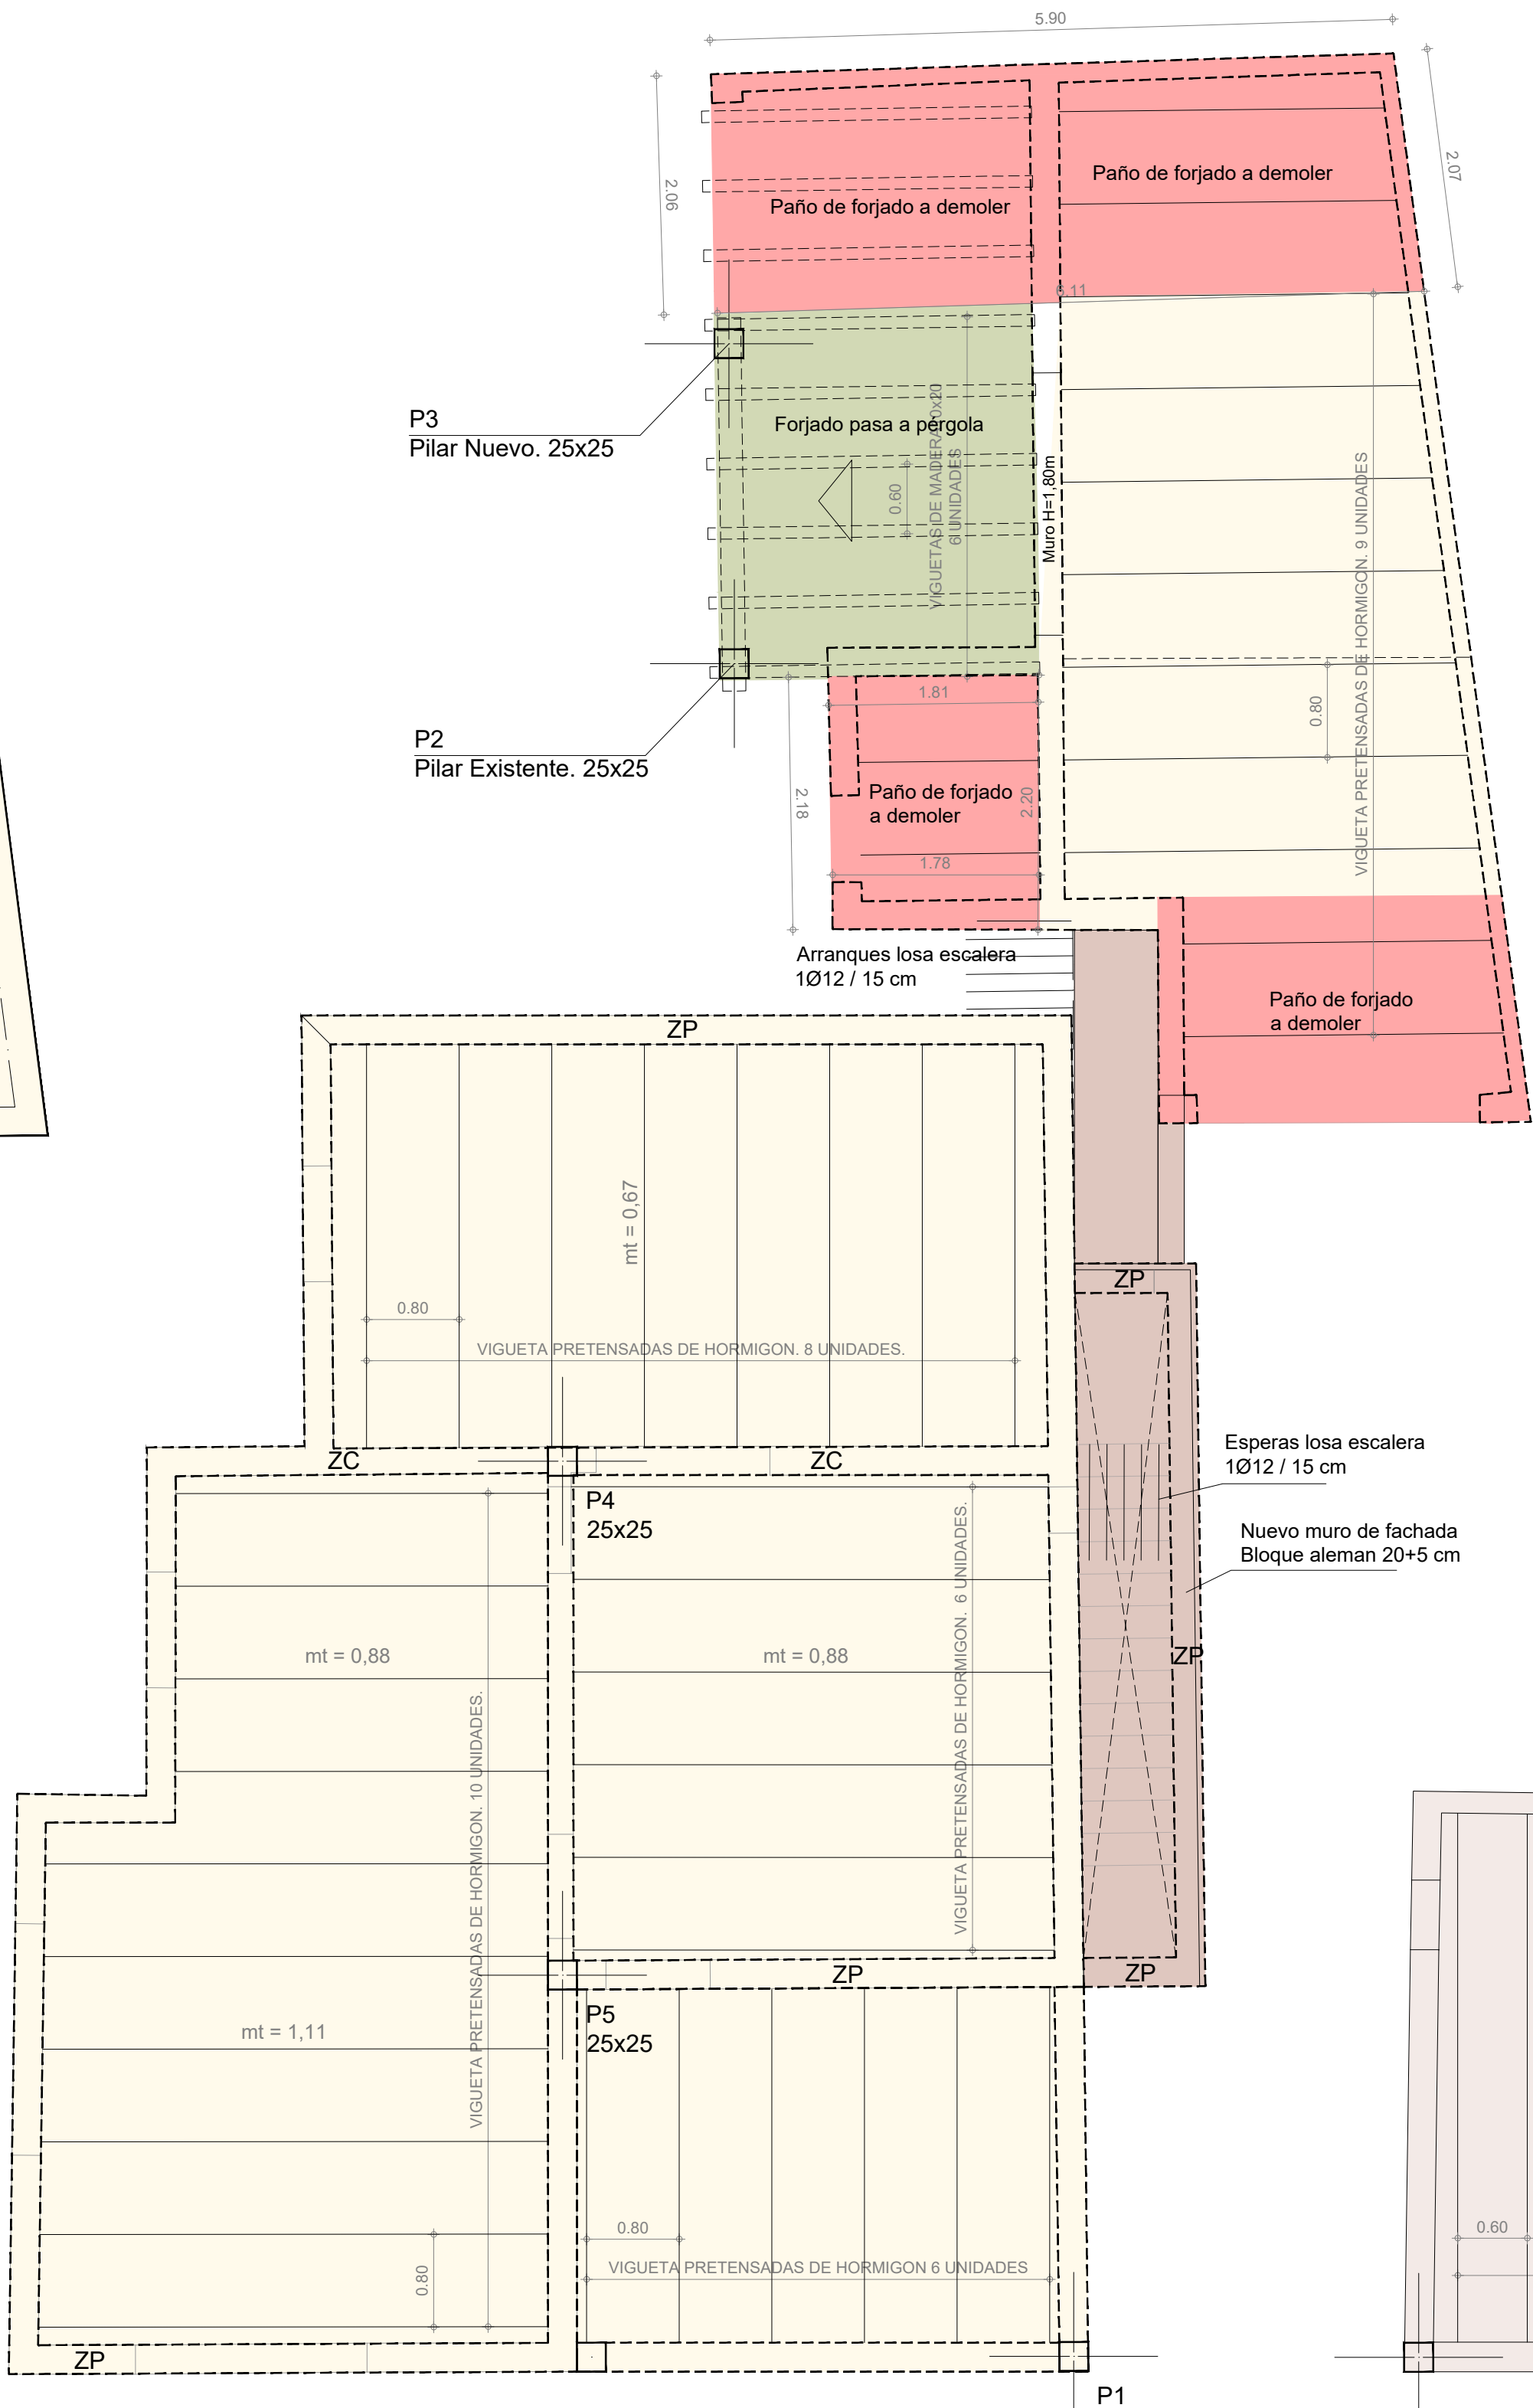 5.90
2.06
2.07
Paño de forjado a demoler
Paño de forjado a demoler
6.11
P3
Pilar Nuevo. 25x25
Forjado pasa a pérgola
0.60
6 UNIDADES
Muro H=1,80m
VIGUETA PRETENSADAS DE HORMIGON. 9 UNIDADES
0.80
P2
Pilar Existente. 25x25
1.81
2.18
2.20
Paño de forjado
a demoler
1.78
Arranques losa escalera
1Ø12 / 15 cm
Paño de forjado
a demoler
ZP
mt = 0,67
0.80
VIGUETA PRETENSADAS DE HORMIGON. 8 UNIDADES.
ZP
ZC
ZC
Esperas losa escalera
1Ø12 / 15 cm
P4
25x25
Nuevo muro de fachada
Bloque aleman 20+5 cm
mt = 0,88
mt = 0,88
VIGUETA PRETENSADAS DE HORMIGON. 6 UNIDADES.
ZP
VIGUETA PRETENSADAS DE HORMIGON. 10 UNIDADES.
ZP
ZP
P5
25x25
mt = 1,11
0.80
0.80
VIGUETA PRETENSADAS DE HORMIGON 6 UNIDADES
0.60
ZP
P1
VIGUETAS DE MADERA